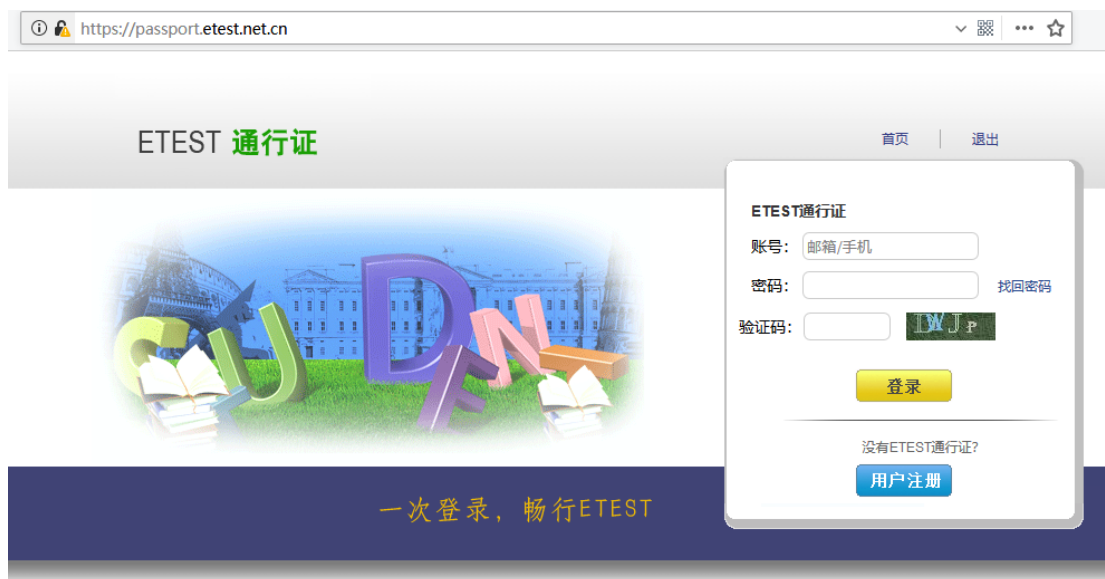 https://passport.etest.net.cn
ETEST 通行证
首页
退出
ETEST通行证
账号: 邮箱/手机
密码: 找回密码
验证码: IWJP
登录
没有ETEST通行证?
用户注册
一次登录，畅行ETEST